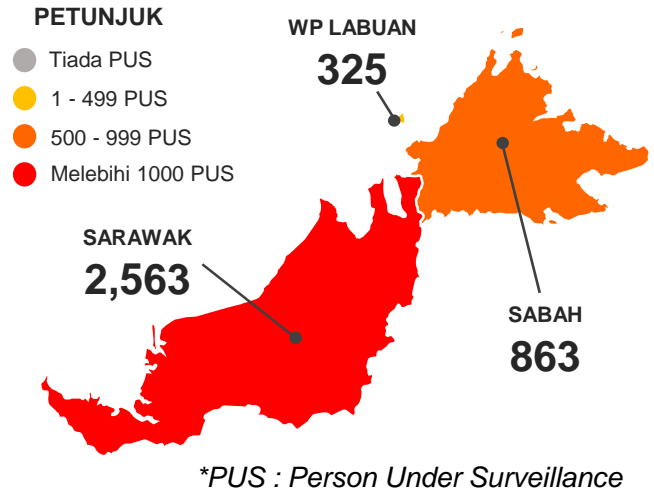 PETUNJUK
Tiada PUS
1 - 499 PUS
500 - 999 PUS
Melebihi 1000 PUS
WP LABUAN
325
SARAWAK
2,563
SABAH
863
*PUS : Person Under Surveillance